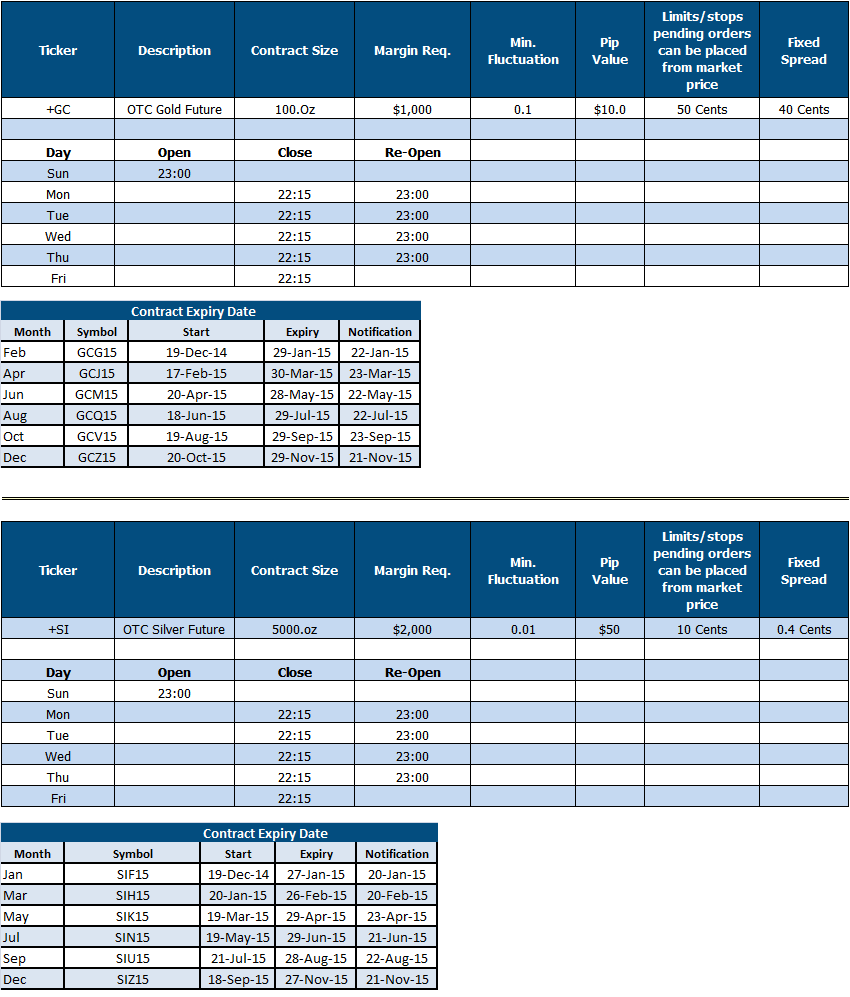 Ticker Description Contract Size Margin Req. Min. Fluctuation Pip Value Limits/stops pending orders can be placed from market price Fixed Spread
+GC OTC Gold Future 100.Oz $1,000 0.1 $10.0 50 Cents 40 Cents
Day Open Close Re-Open
Sun 23:00
Mon 22:15 23:00
Tue 22:15 23:00
Wed 22:15 23:00
Thu 22:15 23:00
Fri 22:15
Contract Expiry Date
Month Symbol Start Expiry Notification
Feb GCG15 19-Dec-14 29-Jan-15 22-Jan-15
Apr GCJ15 17-Feb-15 30-Mar-15 23-Mar-15
Jun GCM15 20-Apr-15 28-May-15 22-May-15
Aug GCQ15 18-Jun-15 29-Jul-15 22-Jul-15
Oct GCV15 19-Aug-15 29-Sep-15 23-Sep-15
Dec GCZ15 20-Oct-15 29-Nov-15 21-Nov-15
Ticker Description Contract Size Margin Req. Min. Fluctuation Pip Value Limits/stops pending orders can be placed from market price Fixed Spread
+SI OTC Silver Future 5000.oz $2,000 0.01 $50 10 Cents 0.4 Cents
Day Open Close Re-Open
Sun 23:00
Mon 22:15 23:00
Tue 22:15 23:00
Wed 22:15 23:00
Thu 22:15 23:00
Fri 22:15
Contract Expiry Date
Month Symbol Start Expiry Notification
Jan SIF15 19-Dec-14 27-Jan-15 20-Jan-15
Mar SIH15 20-Jan-15 26-Feb-15 20-Feb-15
May SIK15 19-Mar-15 29-Apr-15 23-Apr-15
Jul SIN15 19-May-15 29-Jun-15 21-Jun-15
Sep SIU15 21-Jul-15 28-Aug-15 22-Aug-15
Dec SIZ15 18-Sep-15 27-Nov-15 21-Nov-15